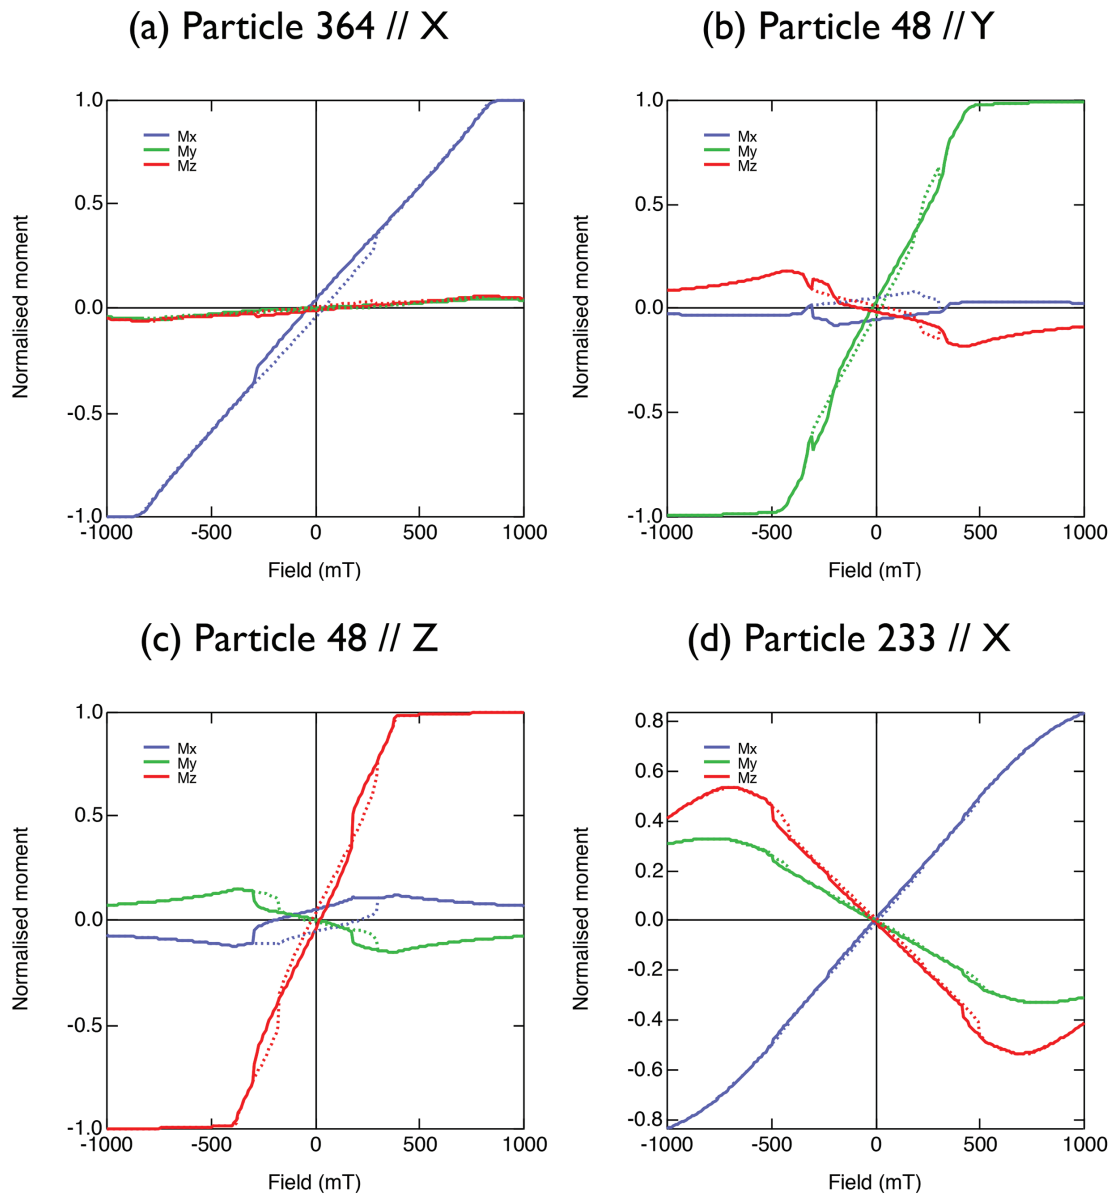 (a) Particle 364 // X
1.0
0.5
0.0
-0.5
-1.0
Normalised moment
Mx
My
Mz
-1000
-500
0
500
1000
Field (mT)
(b) Particle 48 // Y
1.0
0.5
0.0
-0.5
-1.0
Normalised moment
Mx
My
Mz
-1000
-500
0
500
1000
Field (mT)
(c) Particle 48 // Z
1.0
0.5
0.0
-0.5
-1.0
Normalised moment
Mx
My
Mz
-1000
-500
0
500
1000
Field (mT)
(d) Particle 233 // X
0.8
0.6
0.4
0.2
0.0
-0.2
-0.4
-0.6
-0.8
Normalised moment
Mx
My
Mz
-1000
-500
0
500
1000
Field (mT)